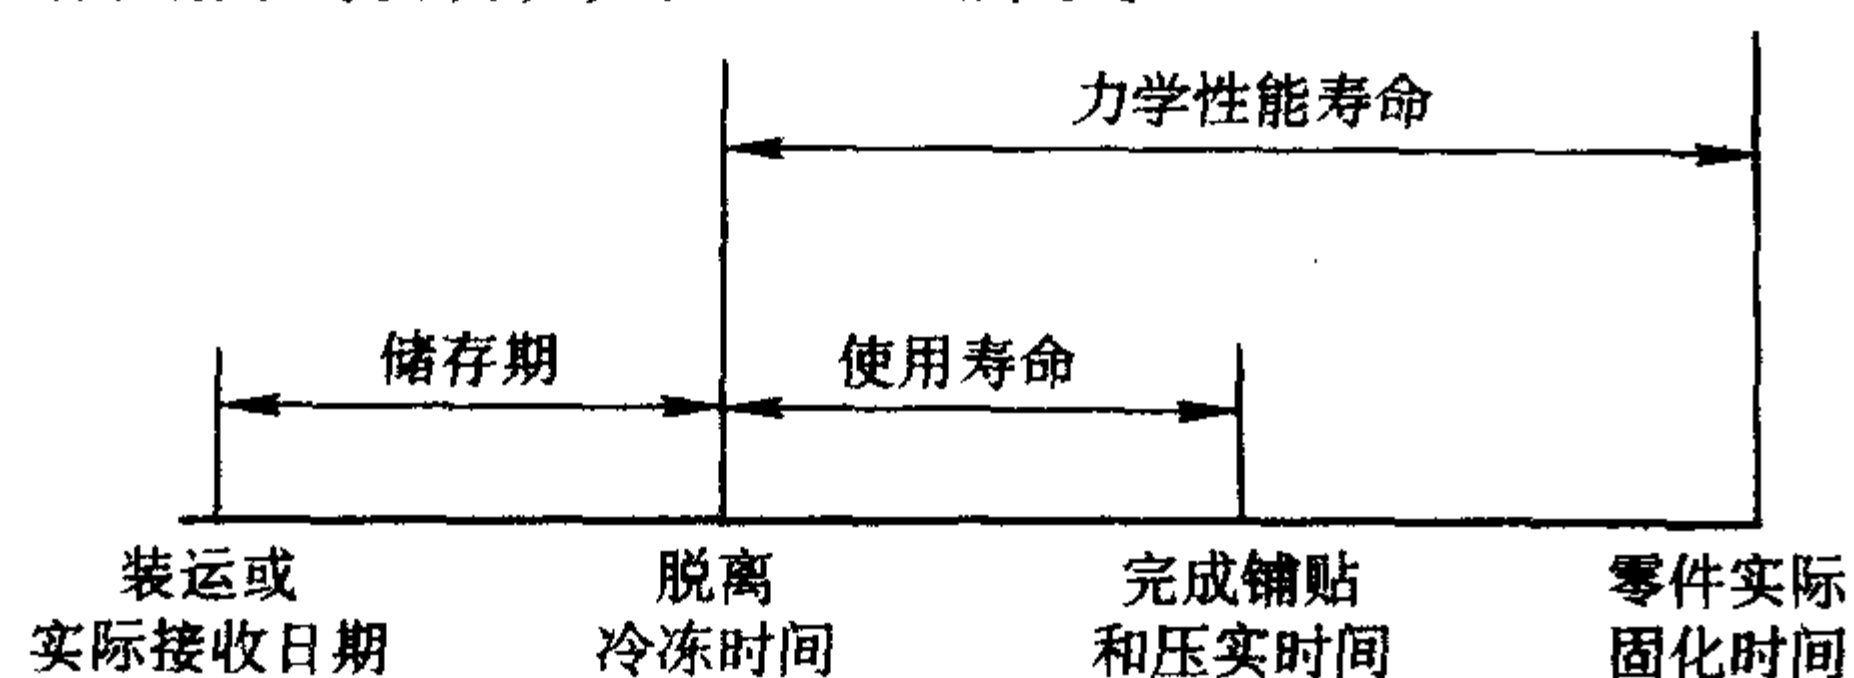 力学性能寿命
储存期
使用寿命
装运或
实际接收日期
脱离
冷冻时间
完成铺贴
和压实时间
零件实际
固化时间